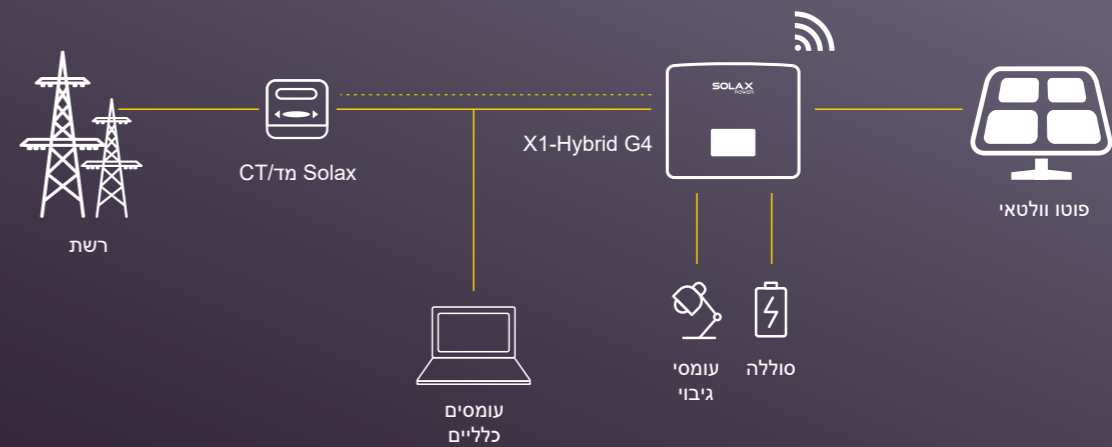 SOLAX
POWER
X1-Hybrid G4
מד/CT Solax
פוטו וולטאי
רשת
סוללה
עומסי
גיבוי
עומסים
כלליים